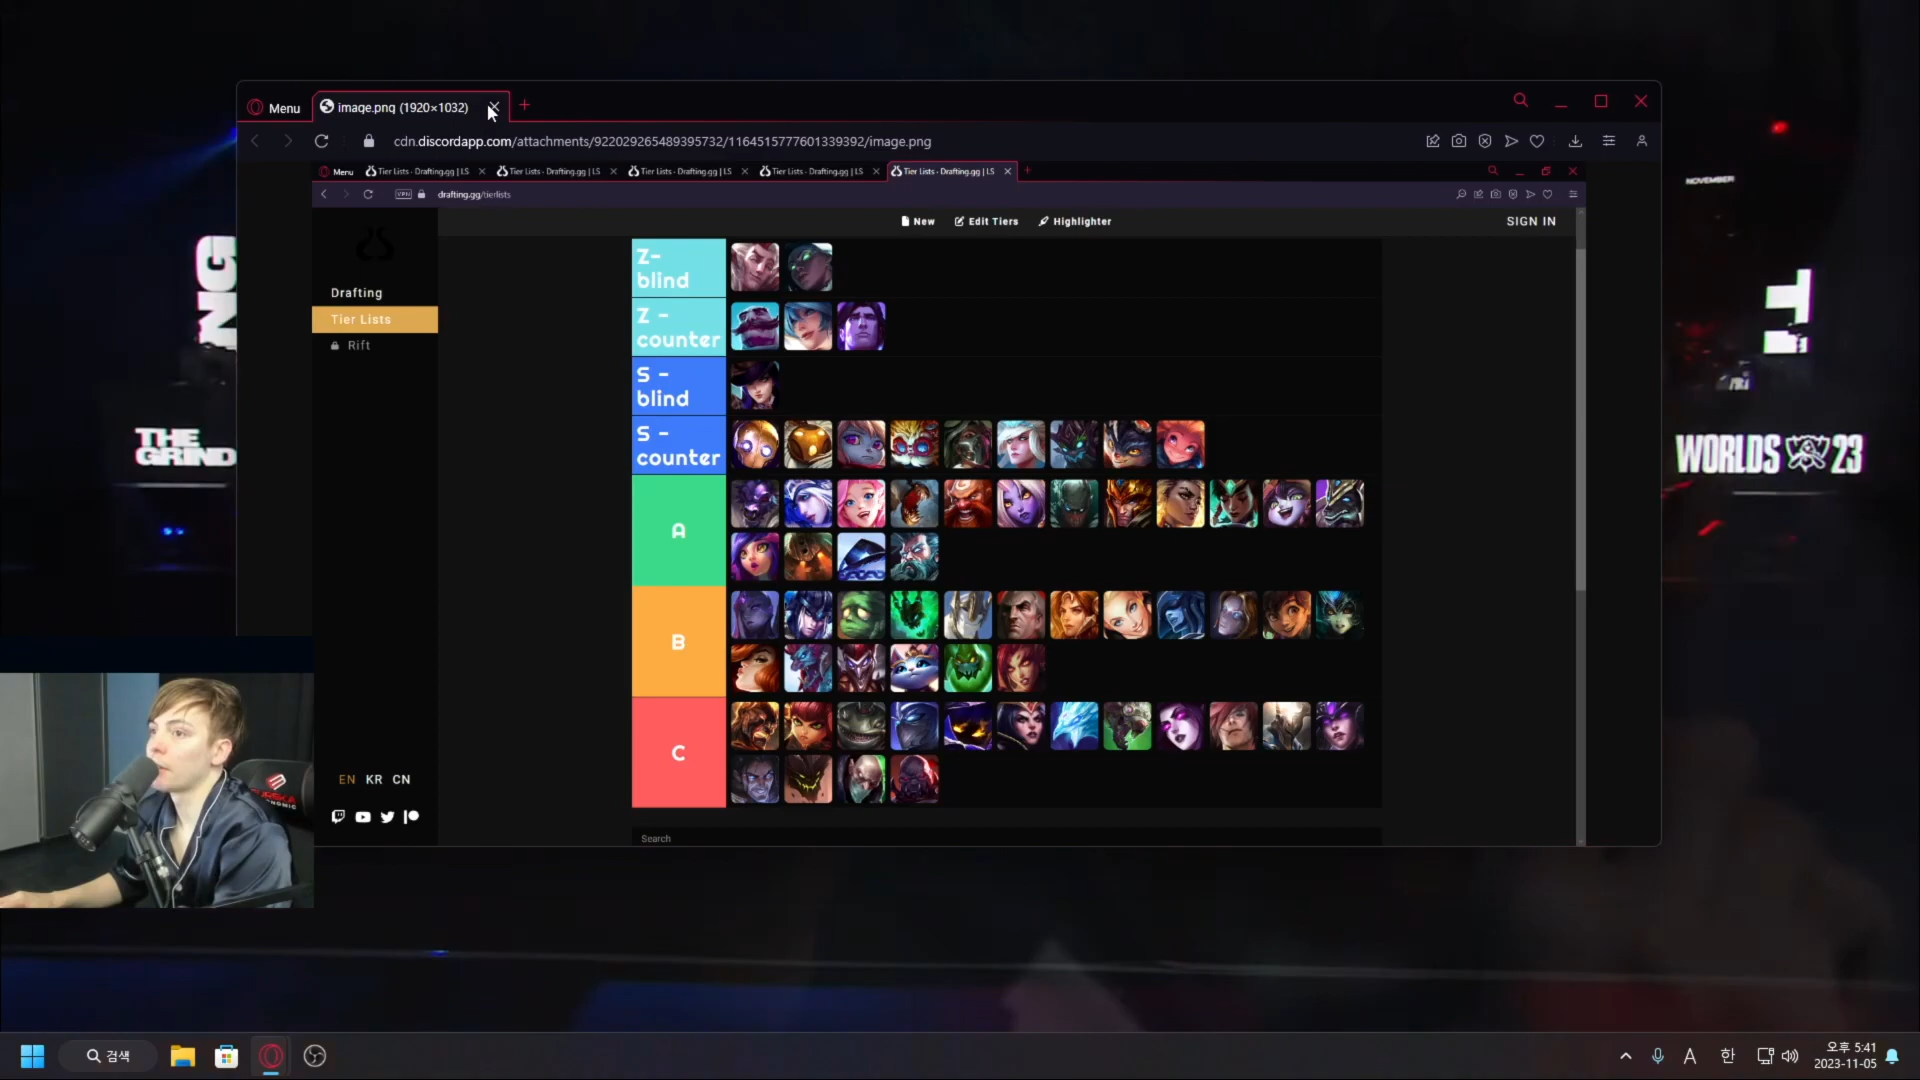 Menu
image.png (1920×1032)
cdn.discordapp.com/attachments/922029265489395732/1164515777601339392/image.png
Menu
Tier Lists - Drafting.gg | LS
Tier Lists - Drafting.gg | LS
Tier Lists - Drafting.gg | LS
Tier Lists - Drafting.gg | LS
Tier Lists - Drafting.gg | LS
VPN
drafting.gg/tierlists
New
Edit Tiers
Highlighter
SIGN IN
Drafting
Tier Lists
Rift
Z-
blind
Z -
counter
S -
blind
S -
counter
A
B
C
Search
EN KR CN
NOVEMBER
THE
GRIND
WORLDS 23
검색
A
한
오후 5:41
2023-11-05